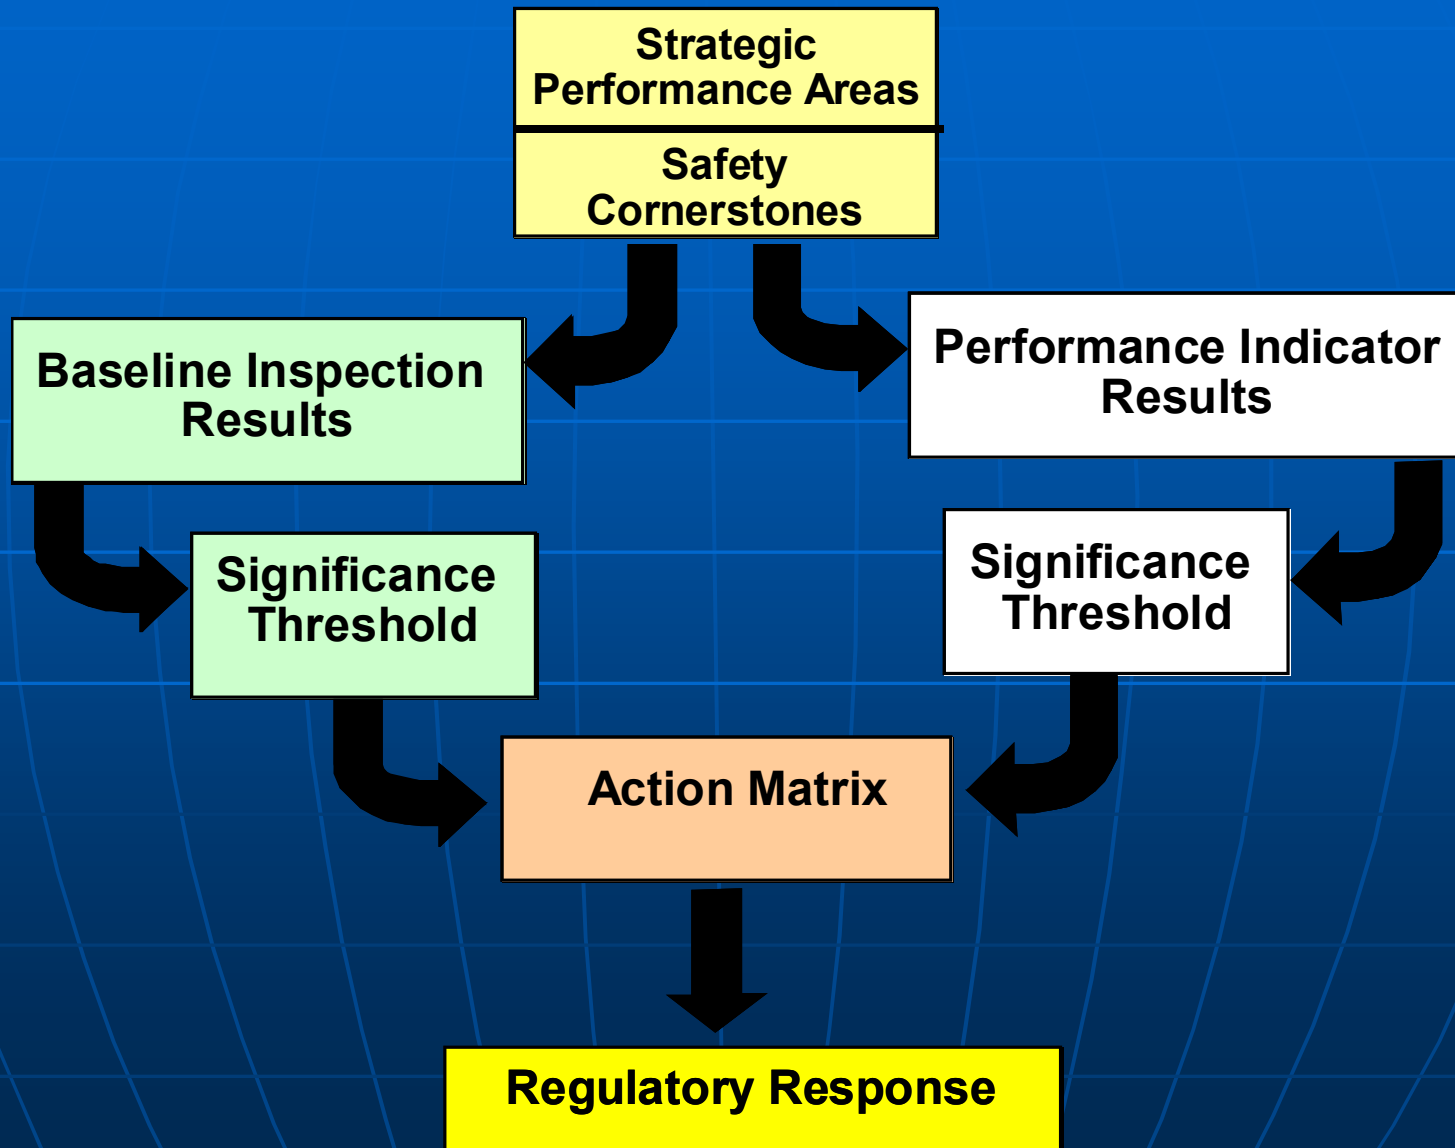 Strategic
Performance Areas
Safety
Cornerstones
Baseline Inspection
Results
Performance Indicator
Results
Significance
Threshold
Significance
Threshold
Action Matrix
Regulatory Response